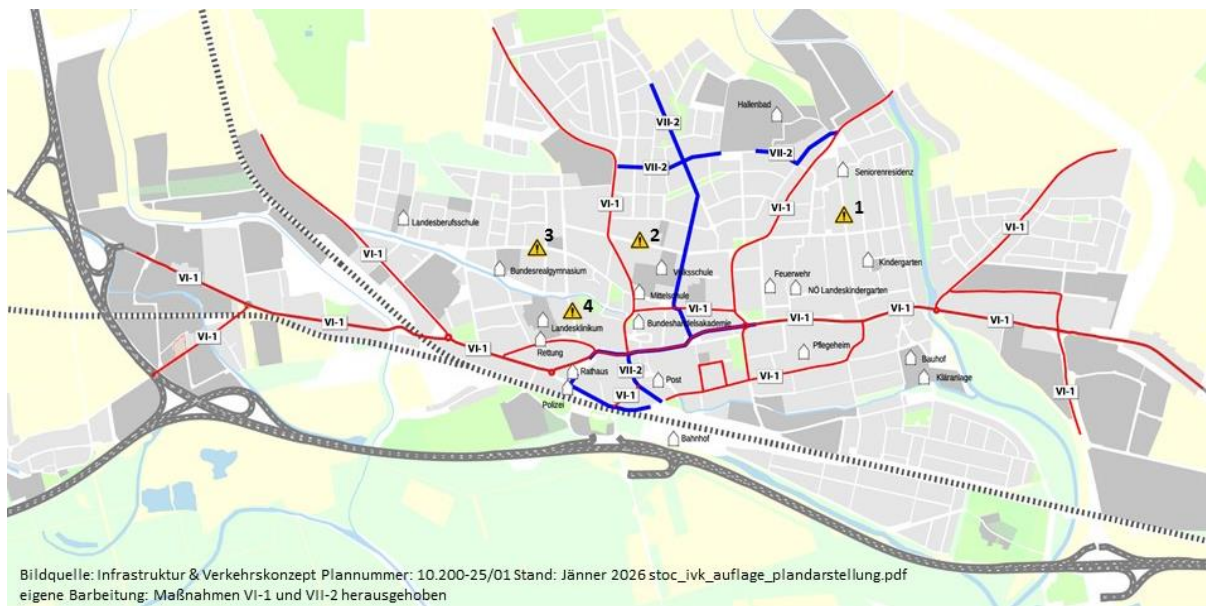 VII-2
Hallenbad
VII-2
VII-2
Seniorenresidenz
VI-1
VI-1
1
VI-1
Landesberufsschule
3
2
VI-1
Bundesrealgymnasium
Volksschule
Kindergarten
VI-1
Feuerwehr
NÖ Landeskindergarten
Mittelschule
4
VI-1
VI-1
VI-1
VI-1
VI-1
Landesklinikum
Bundeshandelsakademie
VI-1
Rettung
VI-1
Pflegeheim
Bauhof
Rathaus
VII-2
Post
VI-1
Kläranlage
Polizei
VI-1
VI-1
Bahnhof
Bildquelle: Infrastruktur & Verkehrskonzept Plannummer: 10.200-25/01 Stand: Jänner 2026 stoc_ivk_auflage_plandarstellung.pdf
eigene Barbeitung: Maßnahmen VI-1 und VII-2 herausgehoben